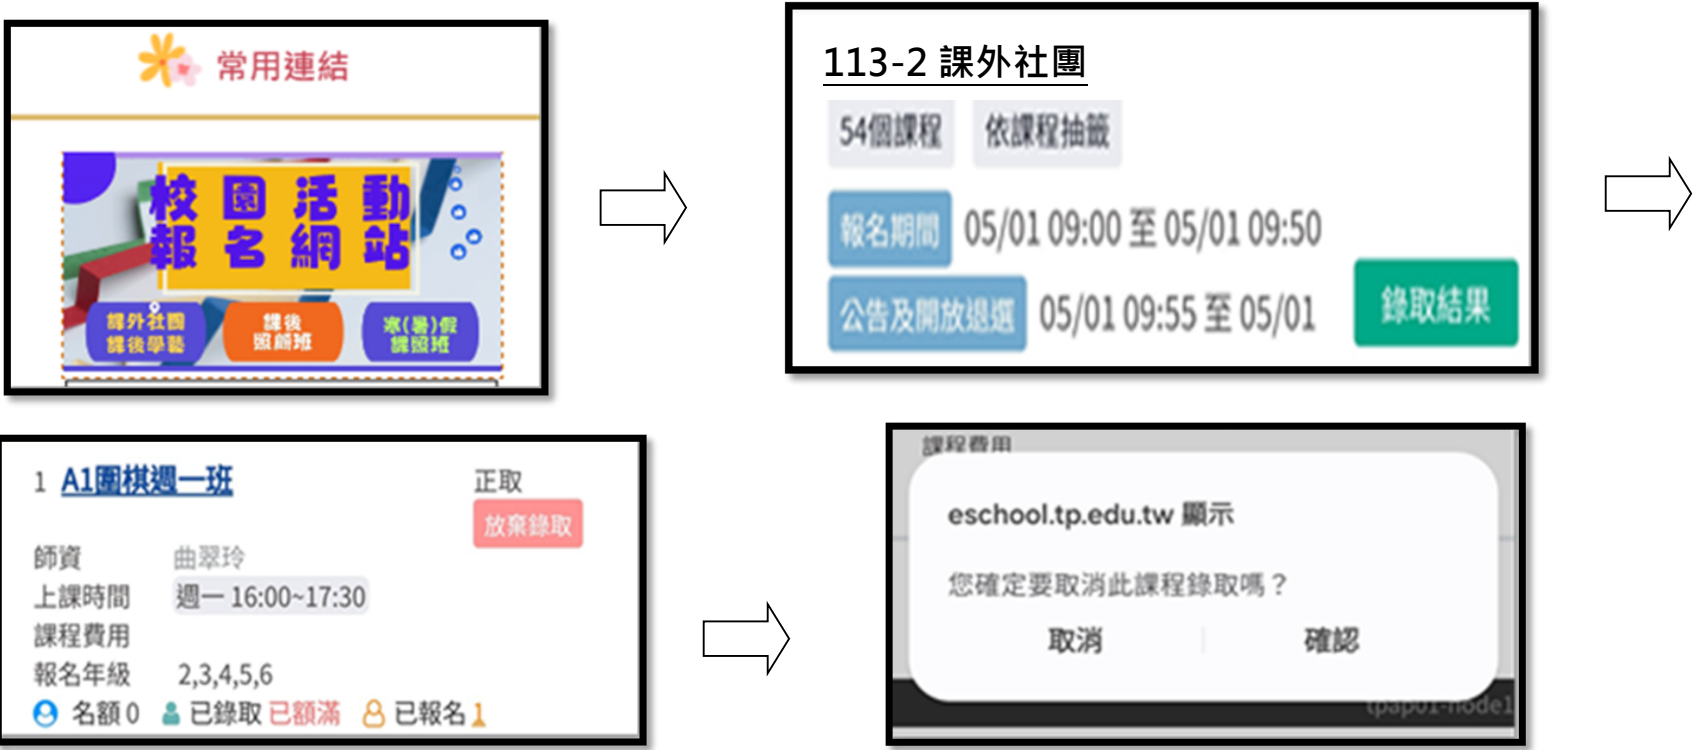 常用連結
校園活動
報名網站
課外社團
課後學藝
課後
照顧班
寒(暑)假
課照班
113-2 課外社團
54個課程 依課程抽籤
報名期間 05/01 09:00 至 05/01 09:50
公告及開放退選 05/01 09:55 至 05/01
錄取結果
1 A1圍棋週一班 正取
放棄錄取
師資 曲翠玲
上課時間 週一 16:00~17:30
課程費用
報名年級 2,3,4,5,6
名額 0 已錄取 已額滿 已報名 1
課程費用
eschool.tp.edu.tw 顯示
您確定要取消此課程錄取嗎？
取消 確認
tpap01-node1